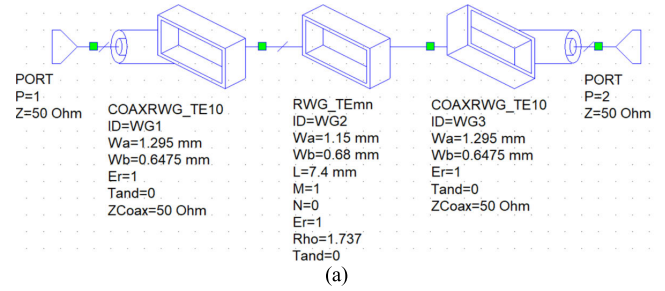 PORT
P=1
Z=50 Ohm
COAXRWG_TE10
ID=WG1
Wa=1.295 mm
Wb=0.6475 mm
Er=1
Tand=0
ZCoax=50 Ohm
RWG_TEmn
ID=WG2
Wa=1.15 mm
Wb=0.68 mm
L=7.4 mm
M=1
N=0
Er=1
Rho=1.737
Tand=0
COAXRWG_TE10
ID=WG3
Wa=1.295 mm
Wb=0.6475 mm
Er=1
Tand=0
ZCoax=50 Ohm
PORT
P=2
Z=50 Ohm
(a)